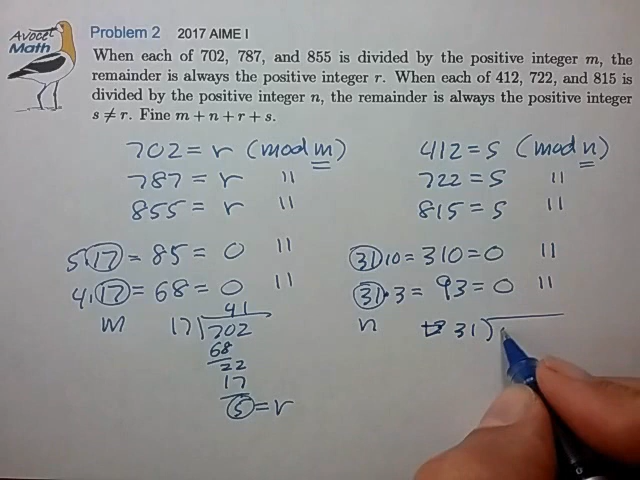 Avocet Math
Problem 2 2017 AIME I
When each of 702, 787, and 855 is divided by the positive integer m, the
remainder is always the positive integer r. When each of 412, 722, and 815 is
divided by the positive integer n, the remainder is always the positive integer
s ≠ r. Fine m + n + r + s.
702 = r (mod m)
787 = r "
855 = r "
5·17 = 85 = 0 "
4·17 = 68 = 0 "
m 17)702
41
68
22
17
5 = r
412 = s (mod n)
722 = s "
815 = s "
31·10 = 310 = 0 "
31·3 = 93 = 0 "
n 31)